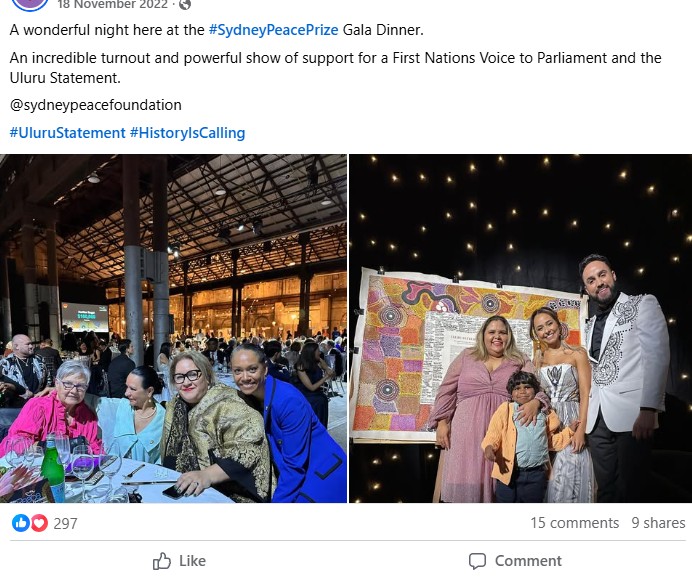 18 November 2022 ·
A wonderful night here at the #SydneyPeacePrize Gala Dinner.
An incredible turnout and powerful show of support for a First Nations Voice to Parliament and the
Uluru Statement.
@sydneypeacefoundation
#UluruStatement #HistoryIsCalling
297
15 comments 9 shares
Like
Comment